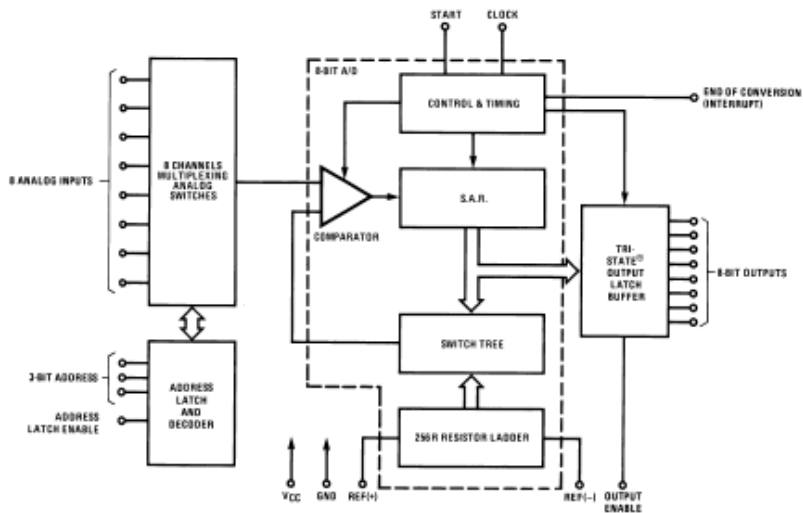 START
CLOCK
8-BIT A/D
CONTROL & TIMING
END OF CONVERSION
(INTERRUPT)
8 ANALOG INPUTS
8 CHANNELS
MULTIPLEXING
ANALOG
SWITCHES
COMPARATOR
S.A.R.
TRI-
STATE®
OUTPUT
LATCH
BUFFER
8-BIT OUTPUTS
SWITCH TREE
3-BIT ADDRESS
ADDRESS
LATCH ENABLE
ADDRESS
LATCH
AND
DECODER
256R RESISTOR LADDER
VCC
GND
REF(+)
REF(−)
OUTPUT
ENABLE